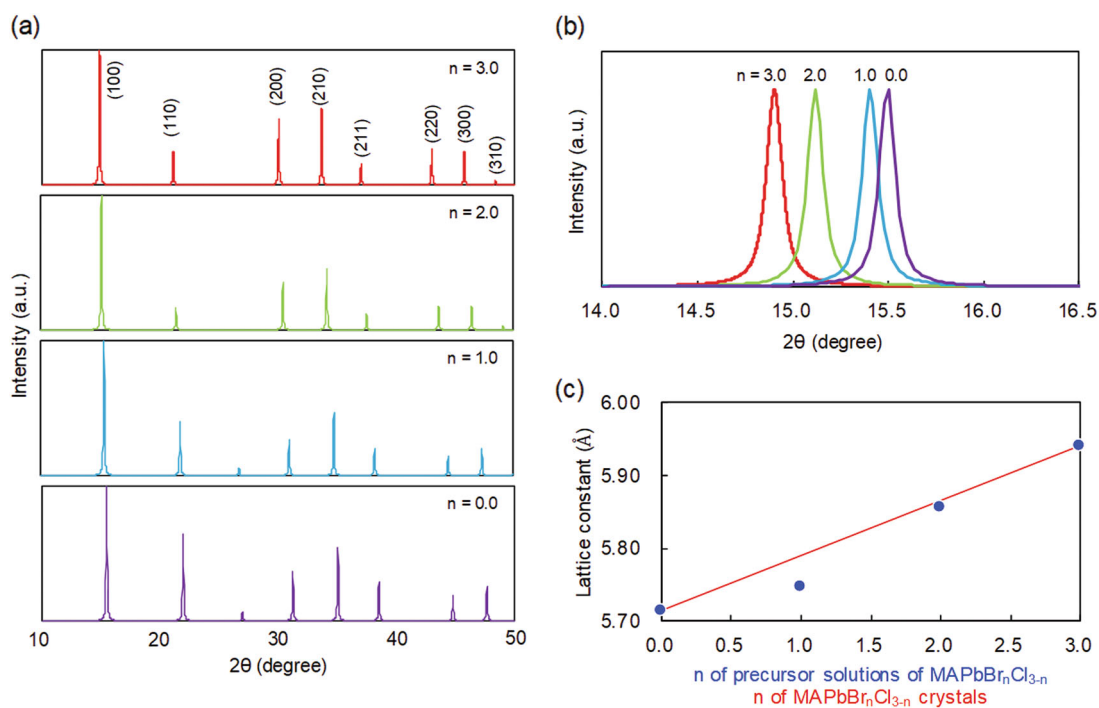 (a)
n = 3.0
(100)
(110)
(200)
(210)
(211)
(220)
(300)
(310)
n = 2.0
n = 1.0
n = 0.0
Intensity (a.u.)
10 20 30 40 50
2θ (degree)
(b)
n = 3.0 2.0 1.0 0.0
Intensity (a.u.)
14.0 14.5 15.0 15.5 16.0 16.5
2θ (degree)
(c)
6.00
5.90
5.80
5.70
Lattice constant (Å)
0.0 0.5 1.0 1.5 2.0 2.5 3.0
n of precursor solutions of MAPbBrₙCl₃₋ₙ
n of MAPbBrₙCl₃₋ₙ crystals